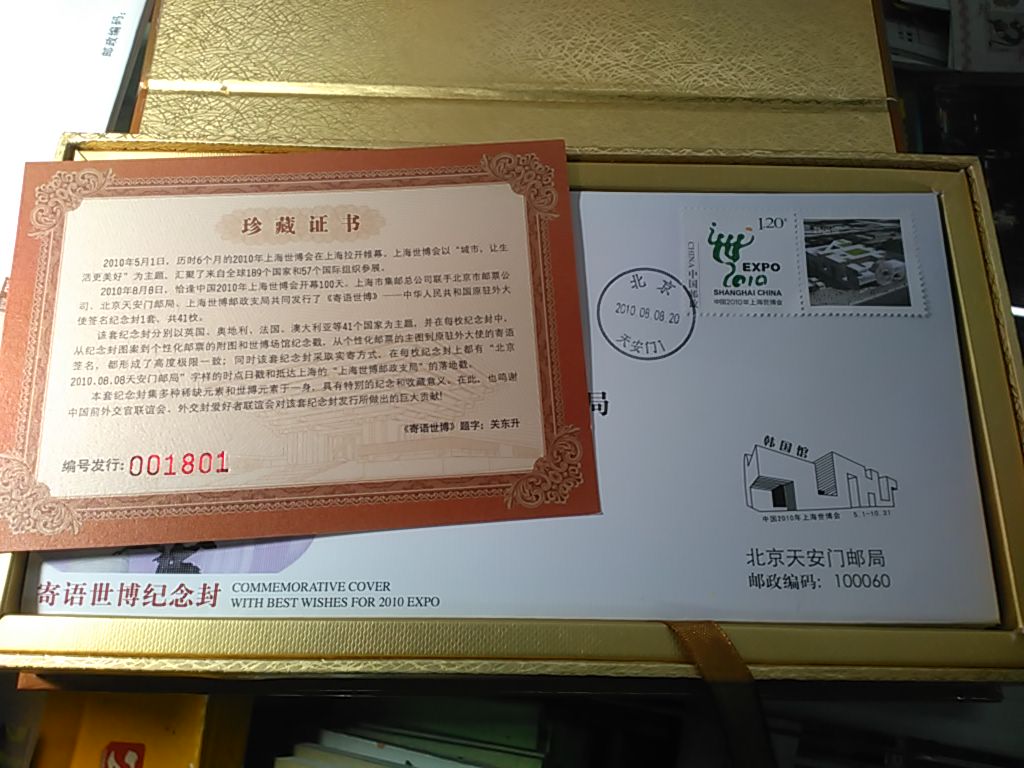 邮政编码:
珍藏证书
2010年5月1日，历时6个月的2010年上海世博会在上海拉开帷幕。上海世博会以“城市，让生
活更美好”为主题，汇聚了来自全球189个国家和57个国际组织参展。
2010年8月8日，恰逢中国2010年上海世博会开幕100天。上海市集邮总公司联手北京市邮票公
司、北京天安门邮局、上海世博邮政支局共同发行了《寄语世博》——中华人民共和国原驻外大
使签名纪念封1套，共41枚。
该套纪念封分别以英国、奥地利、法国、澳大利亚等41个国家为主题，并在每枚纪念封中，
从纪念封图案到个性化邮票的附图和世博场馆纪念戳，从个性化邮票的主图到原驻外大使的寄语
签名，都形成了高度极限一致；同时该套纪念封采取实寄方式，在每枚纪念封上都有“北京
2010.08.08天安门邮局”字样的时点日戳和抵达上海的“上海世博邮政支局”的落地戳。
本套纪念封集多种稀缺元素和世博元素于一身，具有特别的纪念和收藏意义。在此，也鸣谢
中国前外交官联谊会、外交封爱好者联谊会对该套纪念封发行所做出的巨大贡献！
《寄语世博》题字：关东升
编号发行: 001801
北京
2010.08.08.20
天安门1
CHINA 中国邮政
1.20元
EXPO
2010
SHANGHAI CHINA
中国2010年上海世博会
局
韩国馆
中国2010年上海世博会 5.1-10.31
北京天安门邮局
邮政编码：100060
寄语世博纪念封
COMMEMORATIVE COVER
WITH BEST WISHES FOR 2010 EXPO